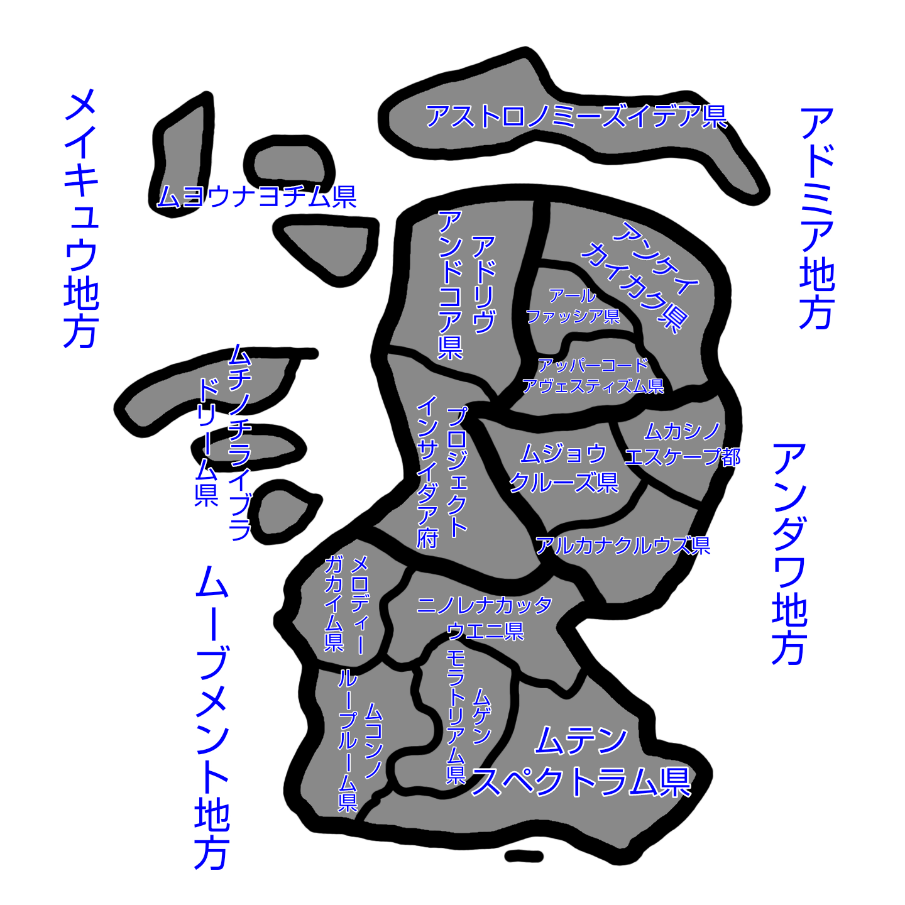 メイキュウ地方
アストロノミーズイデア県
アドミア地方
ムヨウナヨチム県
アドリヴ
アンドコア県
アンケイ
カイカク県
アール
ファッシア県
アッパーコード
アヴェスティズム県
ムチノチライブラ
ドリーム県
プロジェクト
インサイダア府
ムジョウ
クルーズ県
ムカシノ
エスケープ都
アルカナクルウズ県
アンダワ地方
メロディー
ガカイム県
ニノレナカッタ
ウエニ県
ムーブメント地方
ムコンノ
ループルーム県
ムゲン
モラトリアム県
ムテン
スペクトラム県